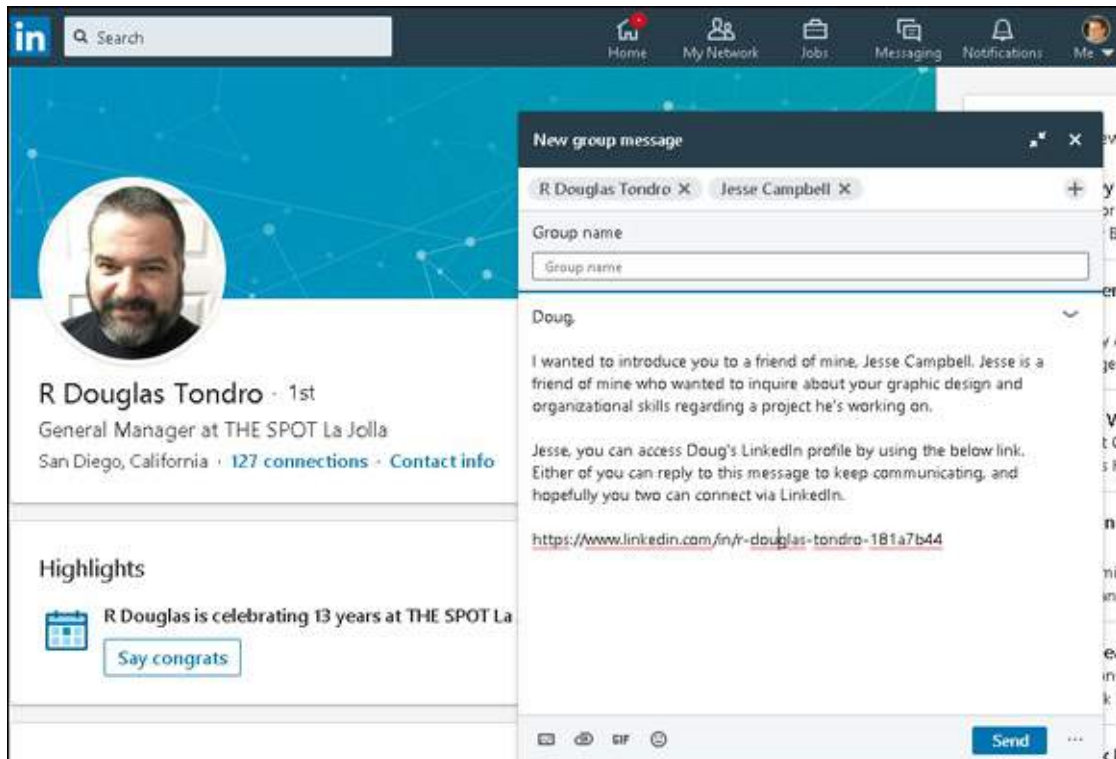 in
Search
Home
My Network
Jobs
Messaging
Notifications
Me
New group message
R Douglas Tondro
Jesse Campbell
Group name
Group name
Doug,
I wanted to introduce you to a friend of mine, Jesse Campbell. Jesse is a
friend of mine who wanted to inquire about your graphic design and
organizational skills regarding a project he's working on.
Jesse, you can access Doug's LinkedIn profile by using the below link.
Either of you can reply to this message to keep communicating, and
hopefully you two can connect via LinkedIn.
https://www.linkedin.com/in/r-douglas-tondro-181a7b44
GIF
Send
R Douglas Tondro · 1st
General Manager at THE SPOT La Jolla
San Diego, California · 127 connections · Contact info
Highlights
R Douglas is celebrating 13 years at THE SPOT La
Say congrats